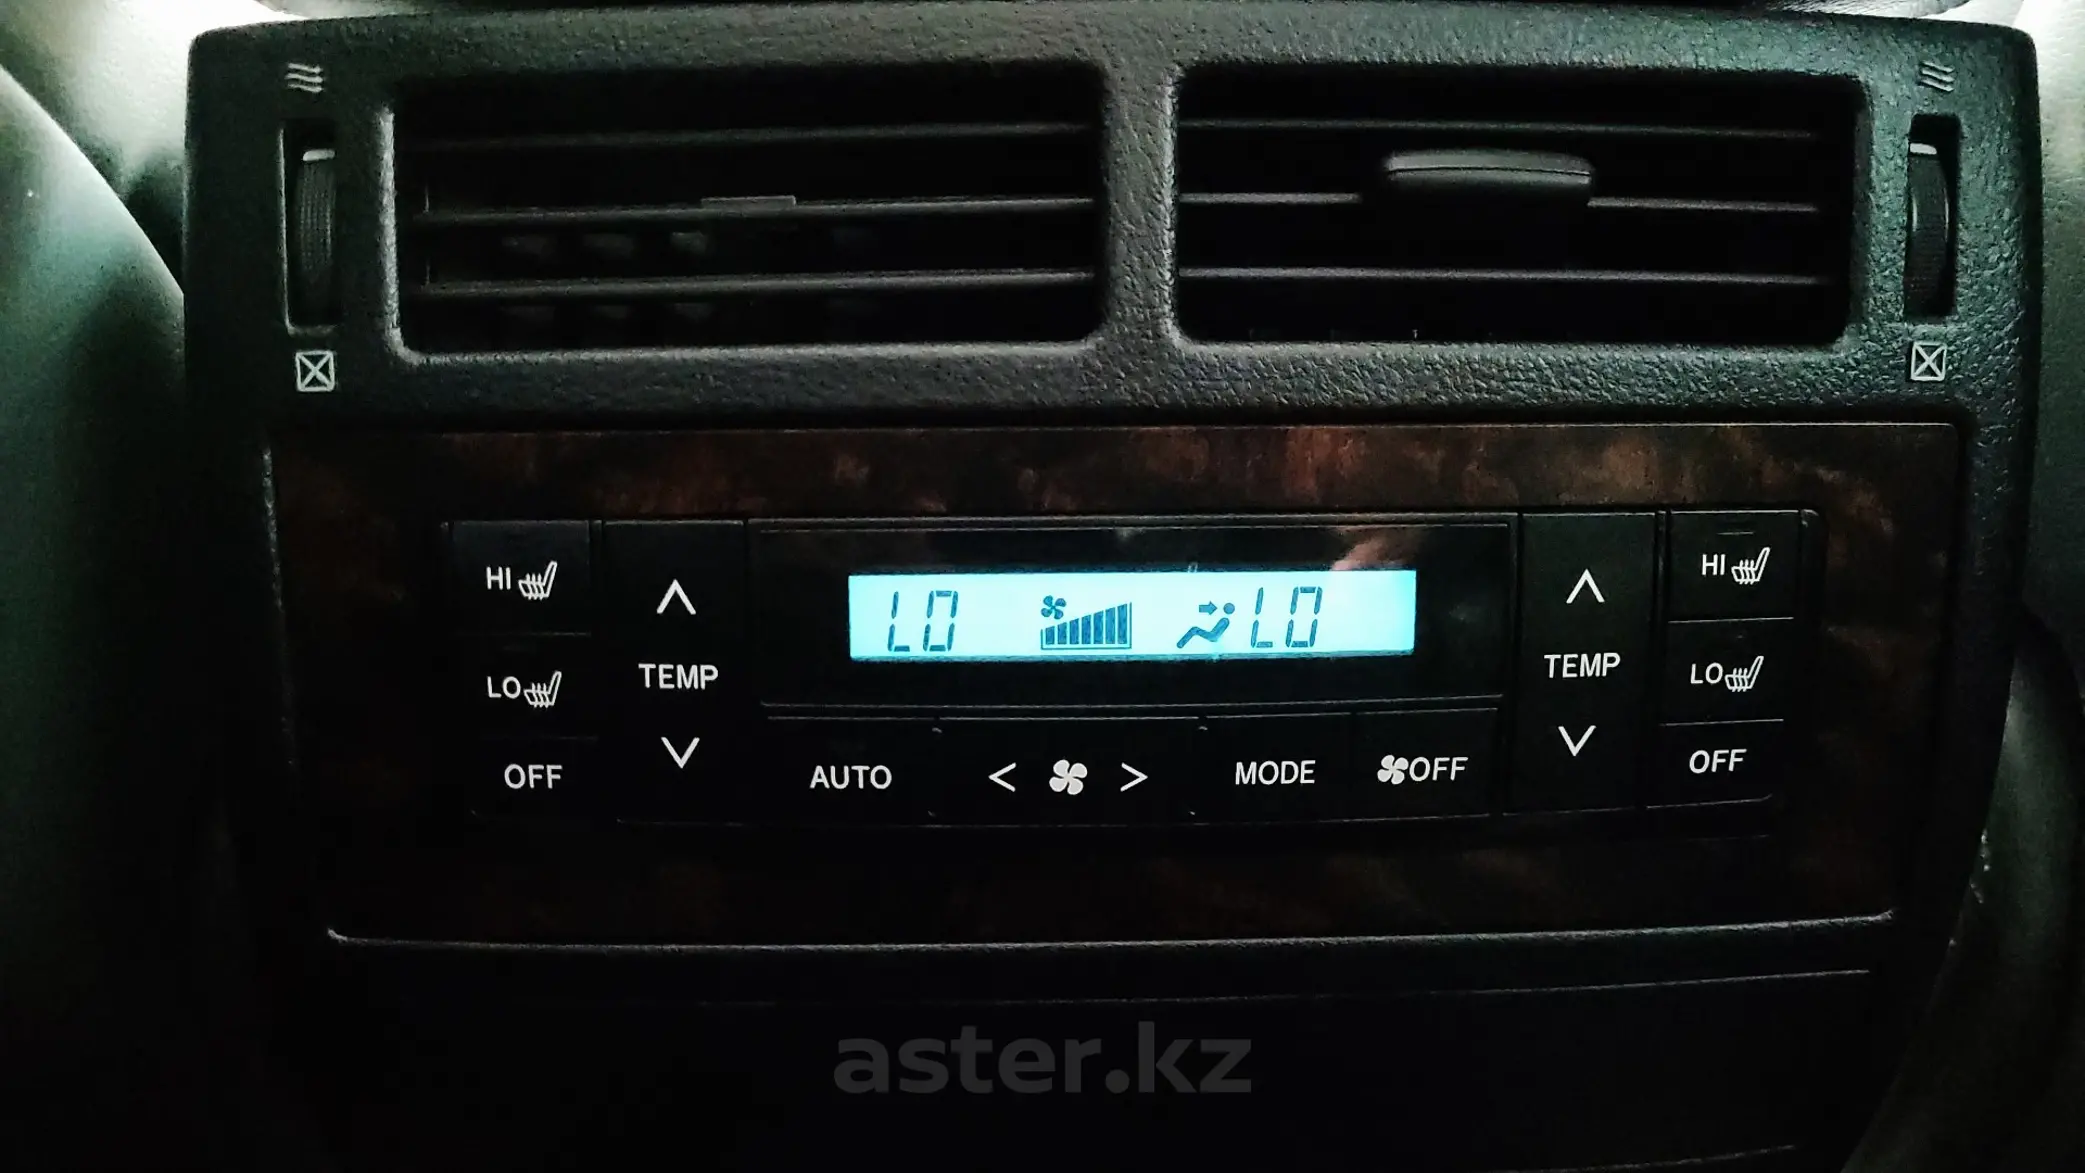 LO LO
HI HI
LO TEMP TEMP LO
OFF AUTO < > MODE OFF OFF
aster.kz